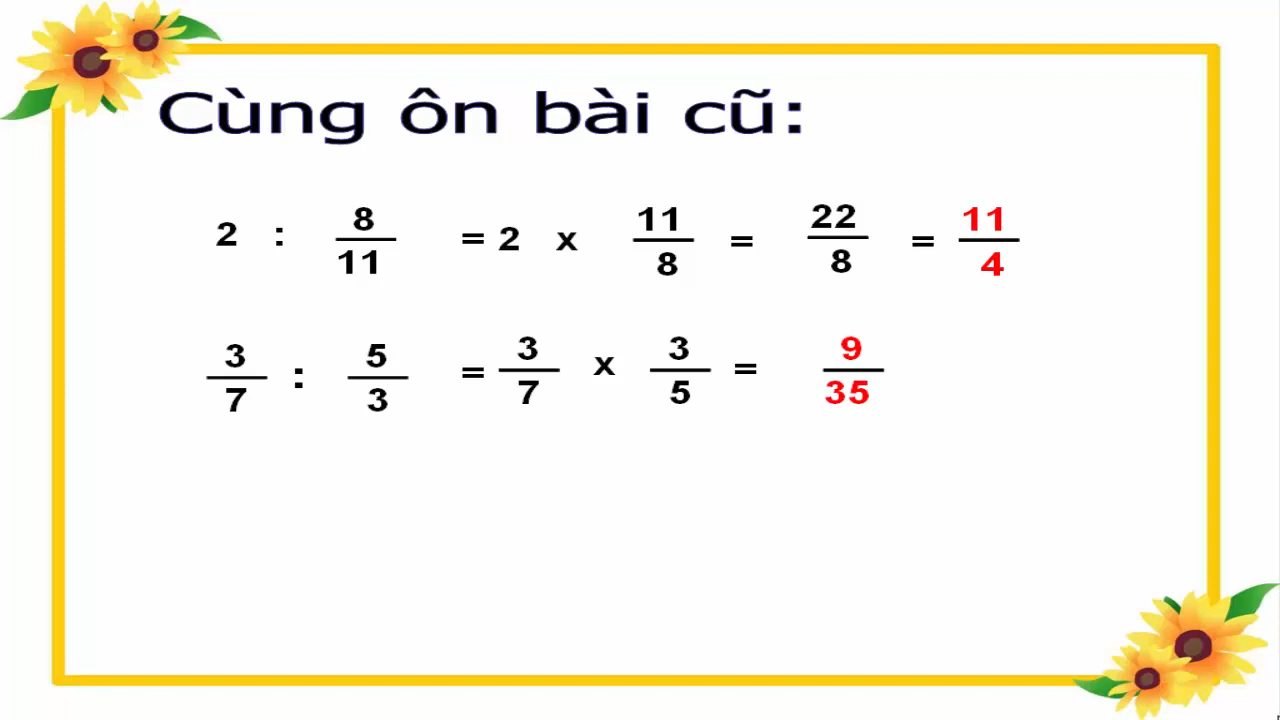 Cùng ôn bài cũ:
2 : 8/11 = 2 x 11/8 = 22/8 = 11/4
3/7 : 5/3 = 3/7 x 3/5 = 9/35